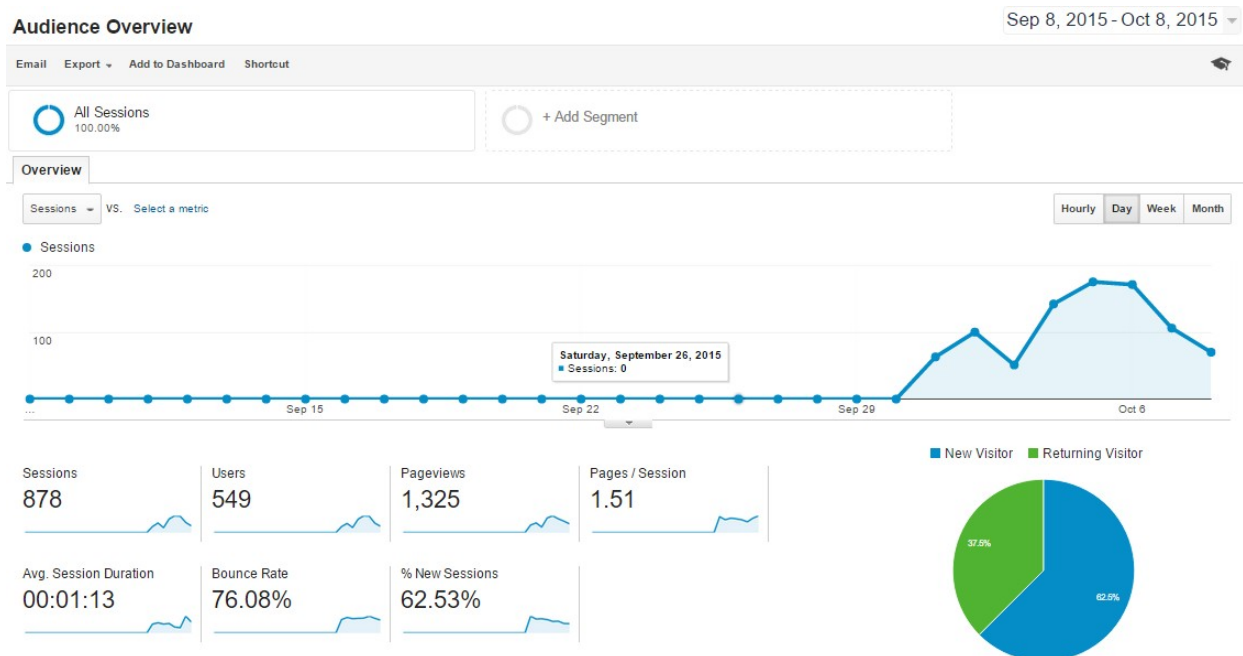 Audience Overview
Sep 8, 2015 - Oct 8, 2015
Email Export Add to Dashboard Shortcut
All Sessions
100.00%
+ Add Segment
Overview
Sessions VS. Select a metric
Hourly Day Week Month
Sessions
200
100
Saturday, September 26, 2015
Sessions: 0
... Sep 15 Sep 22 Sep 29 Oct 6
New Visitor Returning Visitor
Sessions Users Pageviews Pages / Session
878 549 1,325 1.51
37.5%
62.5%
Avg. Session Duration Bounce Rate % New Sessions
00:01:13 76.08% 62.53%